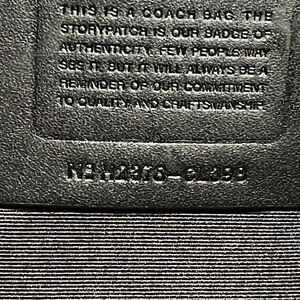 THIS IS A COACH BAG. THE
STORYPATCH IS OUR BADGE OF
AUTHENTICITY. FEW PEOPLE MAY
SEE IT, BUT IT WILL ALWAYS BE A
REMINDER OF OUR COMMITMENT
TO QUALITY AND CRAFTSMANSHIP.